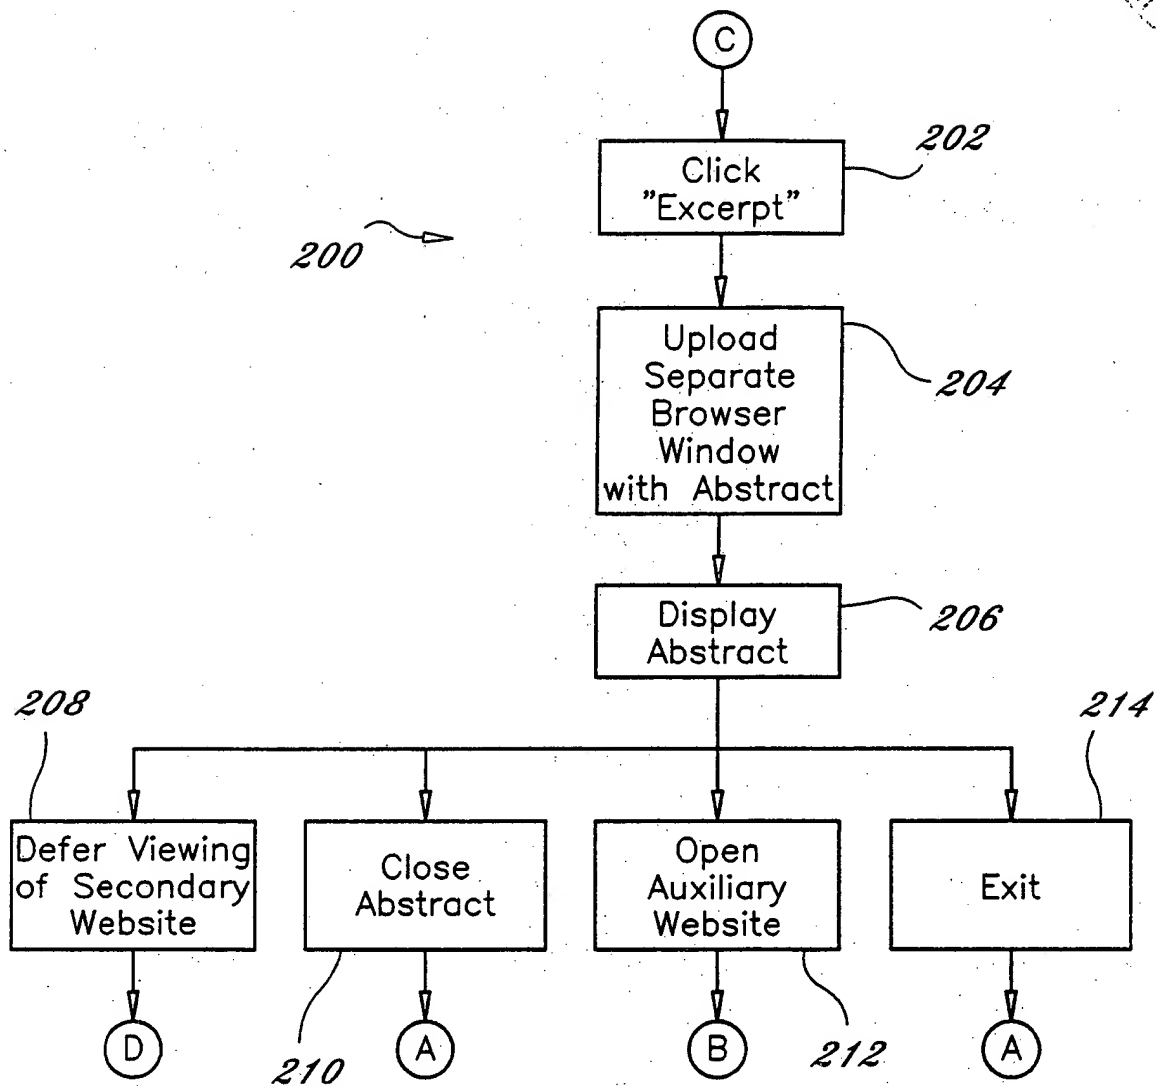 C
202
Click
"Excerpt"
200
Upload
Separate
Browser
Window
with Abstract
204
Display
Abstract
206
208
214
Defer Viewing
of Secondary
Website
Close
Abstract
Open
Auxiliary
Website
Exit
D
210
A
B
212
A